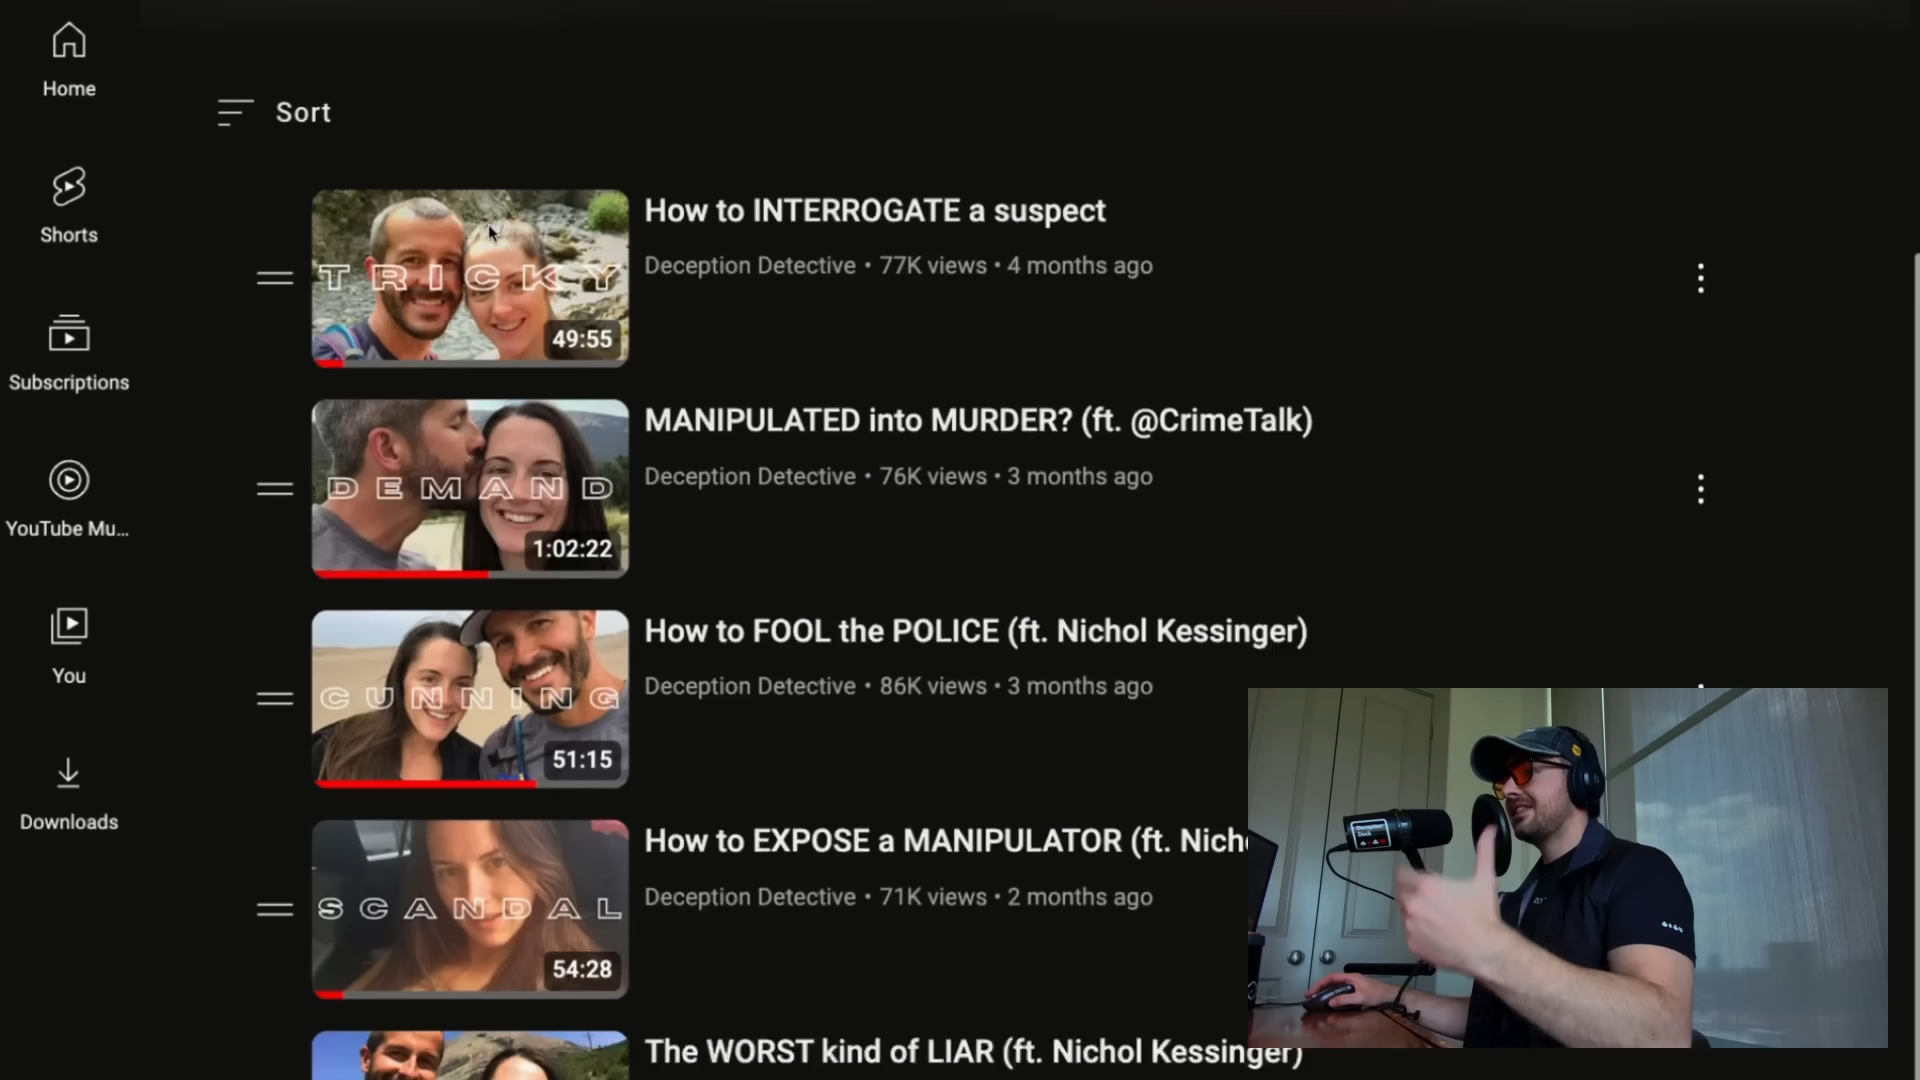 Home
Shorts
Subscriptions
YouTube Mu...
You
Downloads
Sort
TRICKY
49:55
How to INTERROGATE a suspect
Deception Detective • 77K views • 4 months ago
DEMAND
1:02:22
MANIPULATED into MURDER? (ft. @CrimeTalk)
Deception Detective • 76K views • 3 months ago
CUNNING
51:15
How to FOOL the POLICE (ft. Nichol Kessinger)
Deception Detective • 86K views • 3 months ago
SCANDAL
54:28
How to EXPOSE a MANIPULATOR (ft. Nich
Deception Detective • 71K views • 2 months ago
The WORST kind of LIAR (ft. Nichol Kessinger)
Deception
Deck